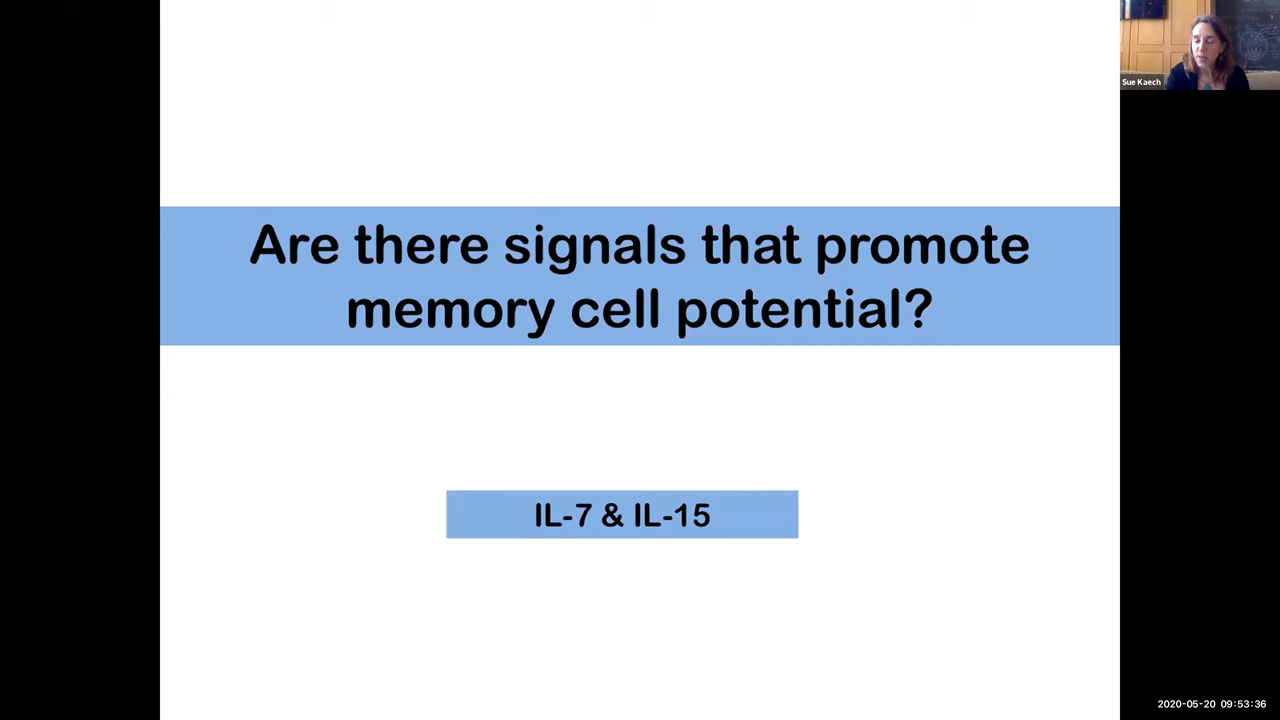 Sue Kaech
Are there signals that promote
memory cell potential?
IL-7 & IL-15
2020-05-20 09:53:36